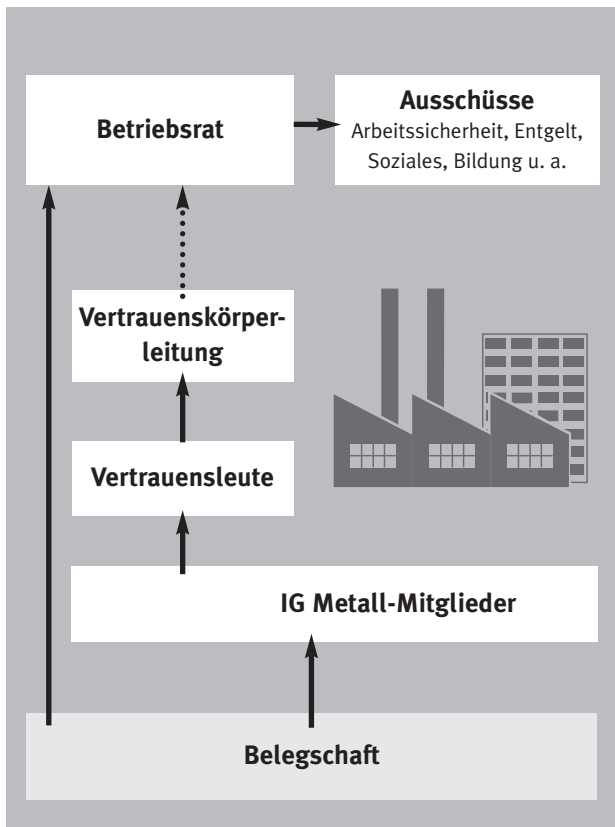 Betriebsrat
Ausschüsse
Arbeitssicherheit, Entgelt,
Soziales, Bildung u. a.
Vertrauenskörper-
leitung
Vertrauensleute
IG Metall-Mitglieder
Belegschaft